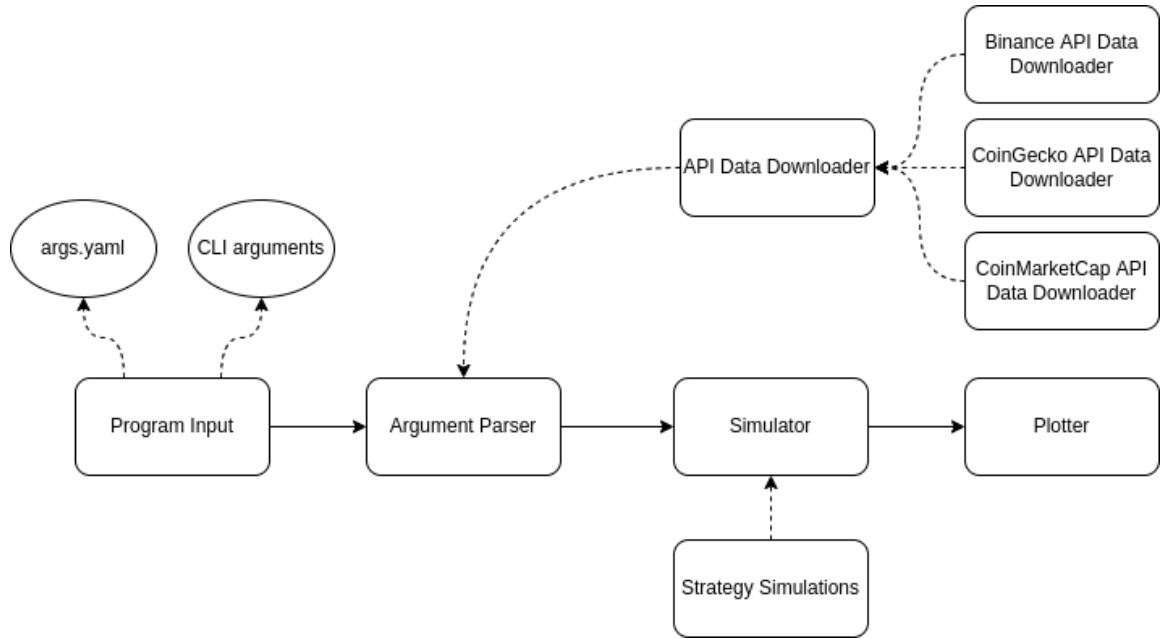 Binance API Data
Downloader
API Data Downloader
CoinGecko API Data
Downloader
args.yaml
CLI arguments
CoinMarketCap API
Data Downloader
Program Input
Argument Parser
Simulator
Plotter
Strategy Simulations